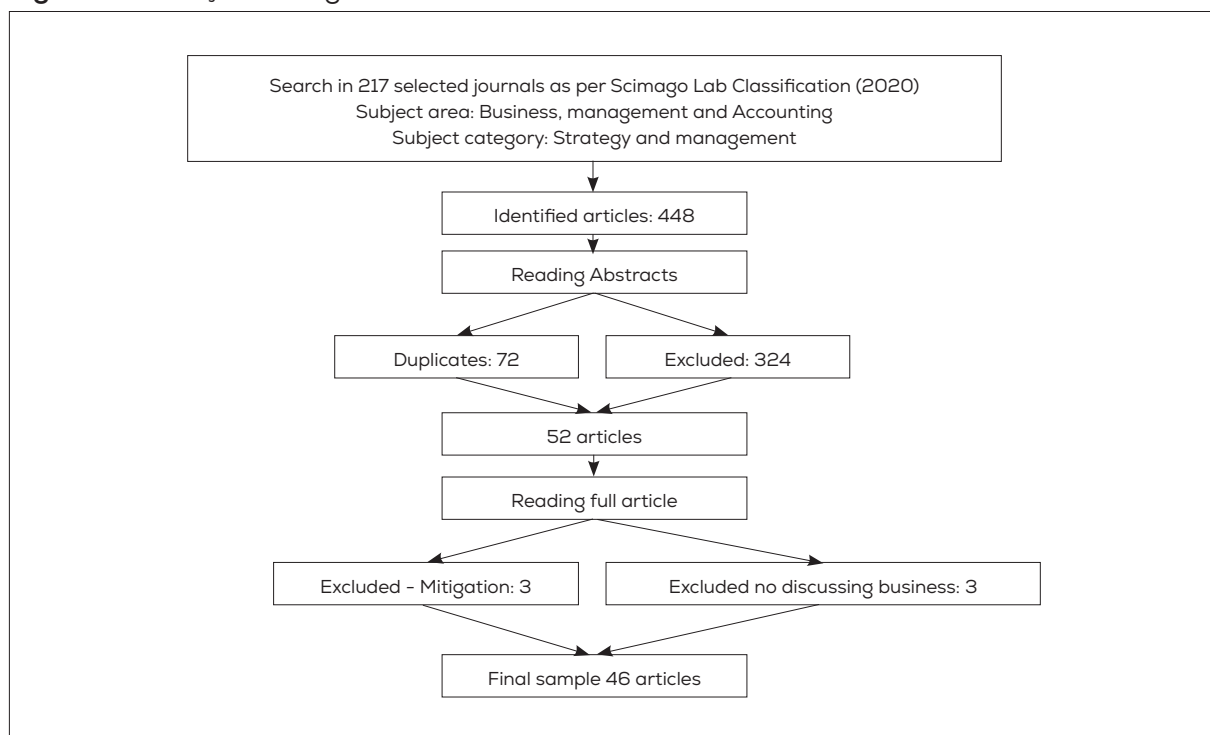 Search in 217 selected journals as per Scimago Lab Classification (2020)
Subject area: Business, management and Accounting
Subject category: Strategy and management
Identified articles: 448
Reading Abstracts
Duplicates: 72
Excluded: 324
52 articles
Reading full article
Excluded - Mitigation: 3
Excluded no discussing business: 3
Final sample 46 articles